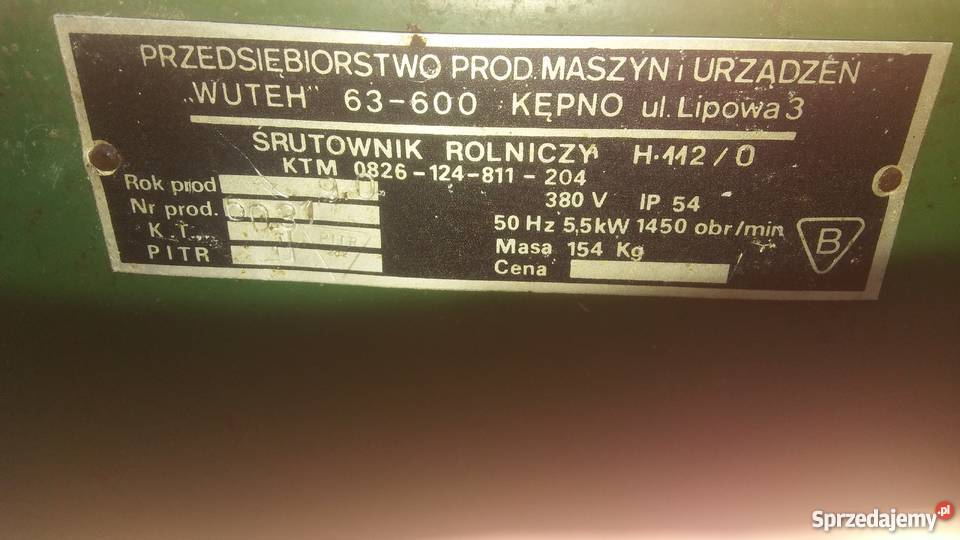 PRZEDSIĘBIORSTWO PROD. MASZYN i URZĄDZEŃ
„WUTEH" 63-600 KĘPNO ul. Lipowa 3
ŚRUTOWNIK ROLNICZY H-112/0
KTM 0826-124-811-204
Rok prod
Nr prod.
K.T.
PITR
380 V IP 54
50 Hz 5,5kW 1450 obr/min
Masa 154 Kg
Cena
B
Sprzedajemy.pl